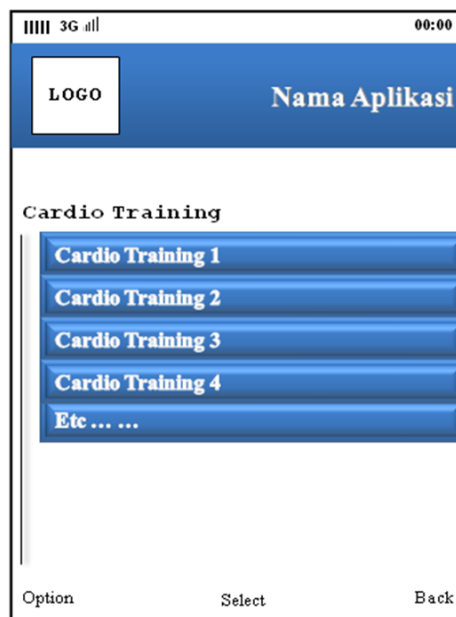 3G 00:00
LOGO
Nama Aplikasi
Cardio Training
Cardio Training 1
Cardio Training 2
Cardio Training 3
Cardio Training 4
Etc ... ...
Option Select Back